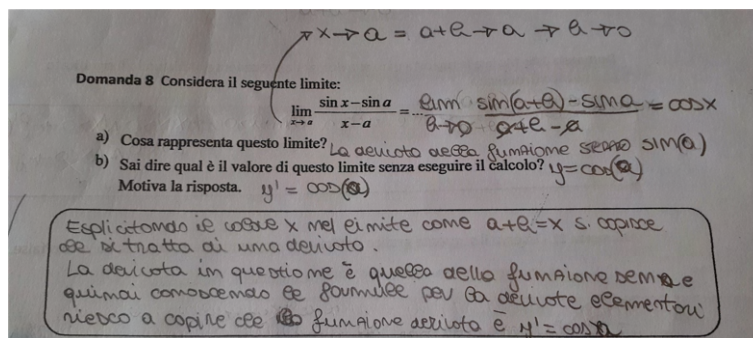 x→a = a+h→a → h→0
Domanda 8 Considera il seguente limite:
lim x→a (sin x − sin a)/(x − a) = lim h→0 (sin(a+h) − sin a)/(a+h−a) = cos x
a) Cosa rappresenta questo limite? La derivata della funzione seno sin(a)
b) Sai dire qual è il valore di questo limite senza eseguire il calcolo? y=cos(a)
Motiva la risposta. y' = cos(a)
Esplicitando il valore x nel limite come a+h=x si capisce
che si tratta di una derivata.
La derivata in questione è quella della funzione seno e
quindi conoscendo le formule per la derivate elementari
riesco a capire che la funzione derivata è y' = cos